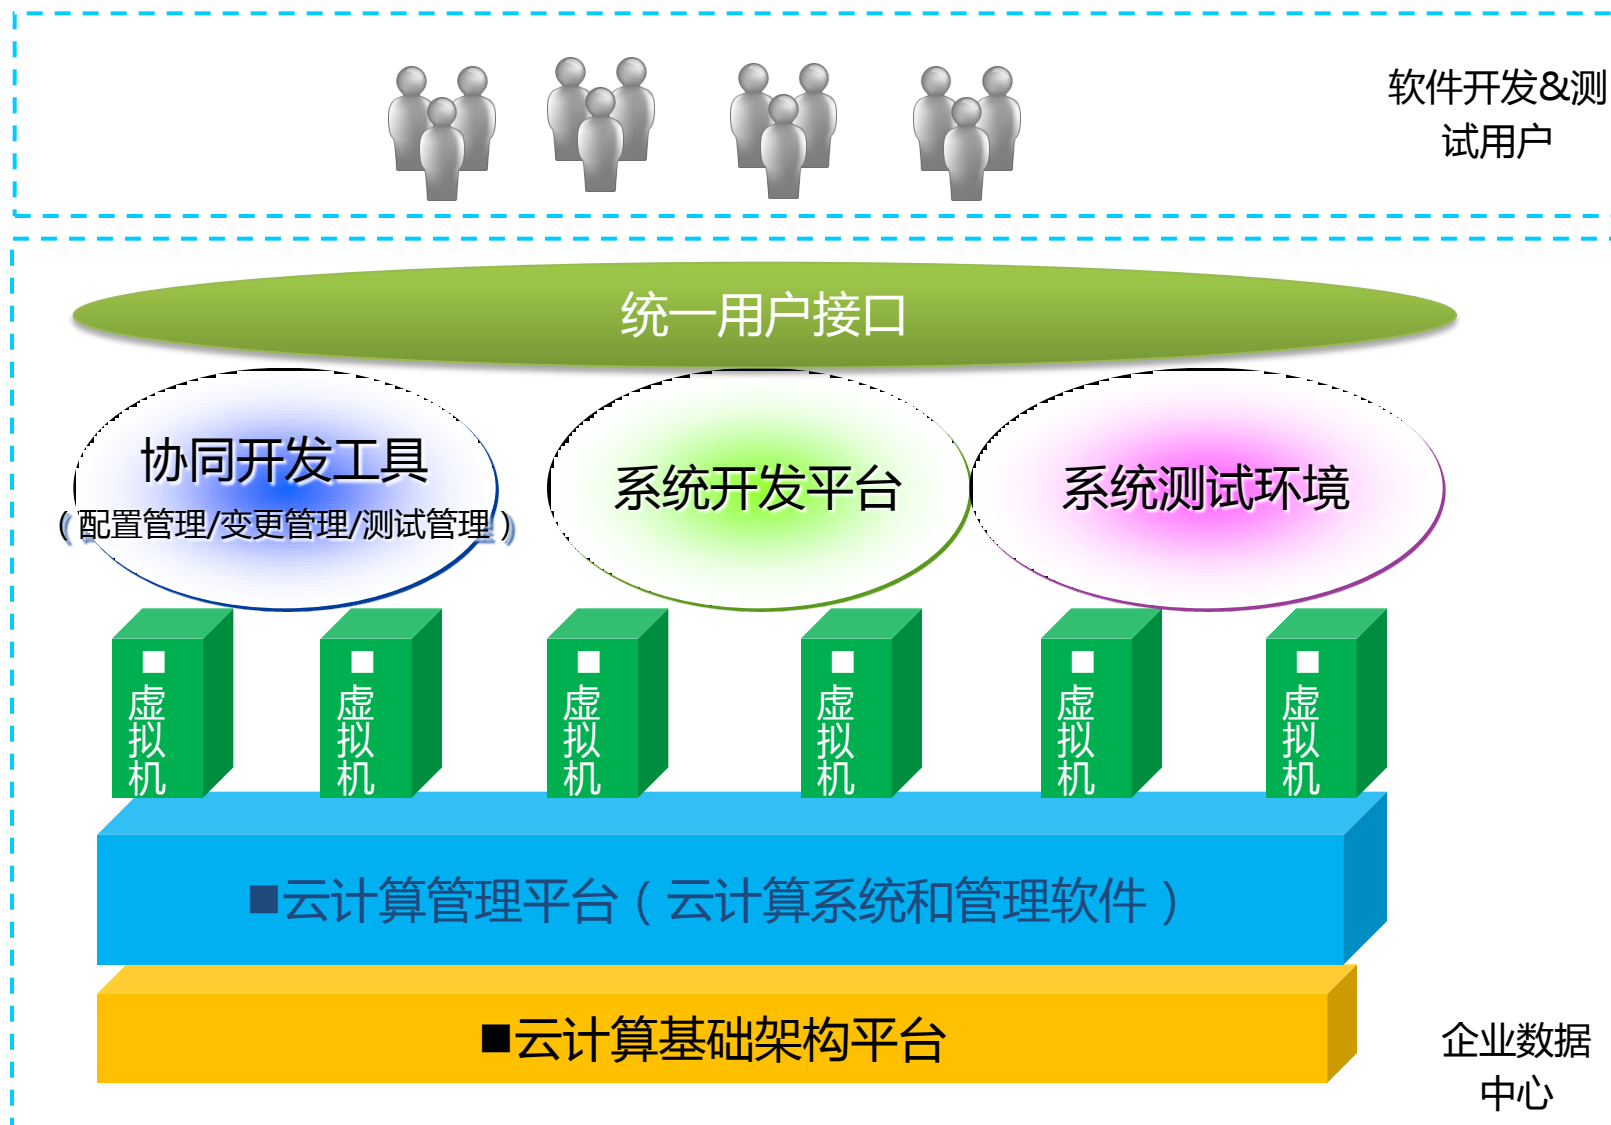 软件开发&测
试用户
统一用户接口
协同开发工具
（配置管理/变更管理/测试管理）
系统开发平台
系统测试环境
■虚拟机
■虚拟机
■虚拟机
■虚拟机
■虚拟机
■虚拟机
■云计算管理平台（云计算系统和管理软件）
■云计算基础架构平台
企业数据
中心